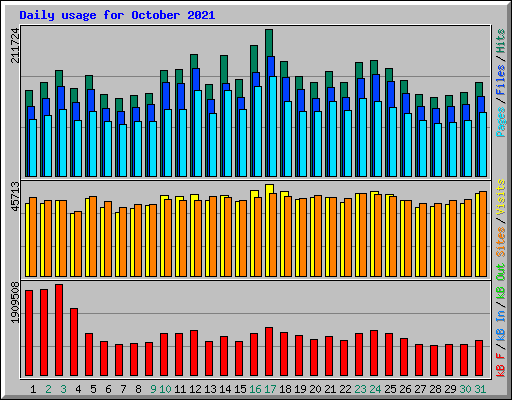 Daily usage for October 2021
211724
Pages / Files / Hits
45713
Sites / Visits
1909508
kB F / kB In / kB Out
1 2 3 4 5 6 7 8 9 10 11 12 13 14 15 16 17 18 19 20 21 22 23 24 25 26 27 28 29 30 31